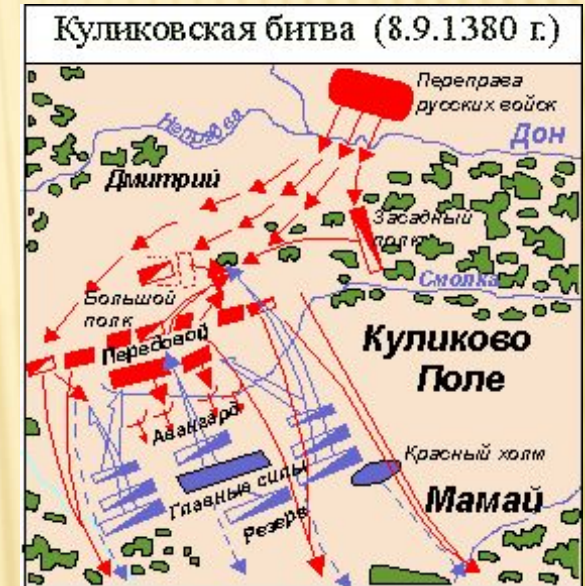 Куликовская битва (8.9.1380 г.)
Переправа
русских войск
Непрядва
Дон
Дмитрий
Засадный
полк
Смолка
Большой
полк
Передовой
Куликово
Поле
Авангард
Красный холм
Главные силы
Мамай
Резерв